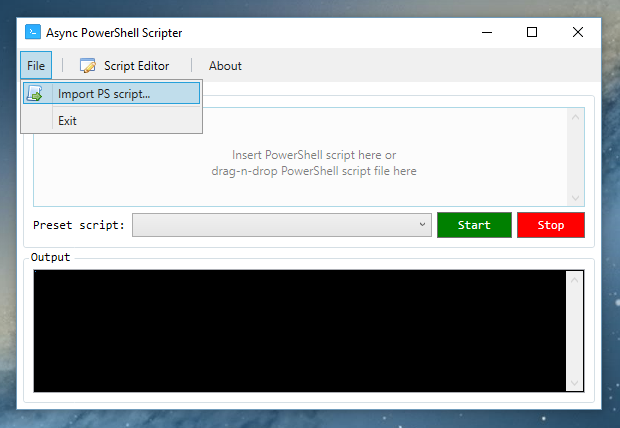 Async PowerShell Scripter
File
Script Editor
About
Import PS script...
Exit
Insert PowerShell script here or
drag-n-drop PowerShell script file here
Preset script:
Start
Stop
Output